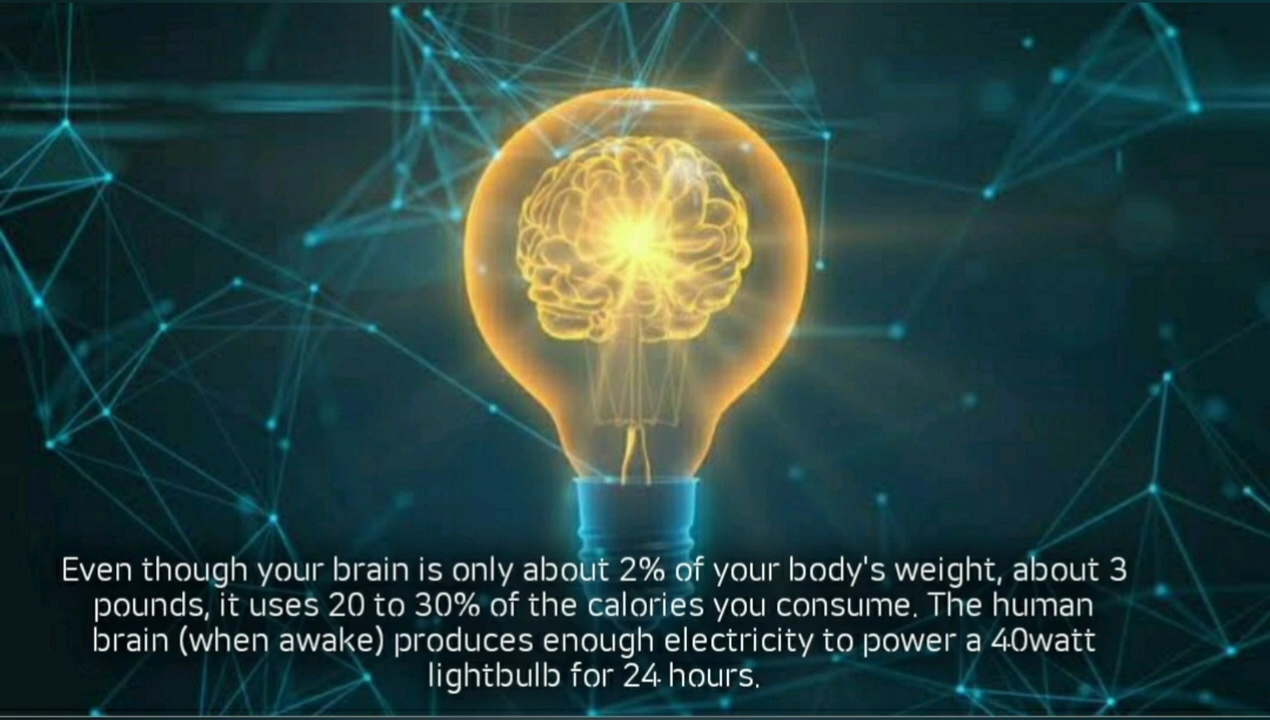 Even though your brain is only about 2% of your body's weight, about 3
pounds, it uses 20 to 30% of the calories you consume. The human
brain (when awake) produces enough electricity to power a 40watt
lightbulb for 24 hours.